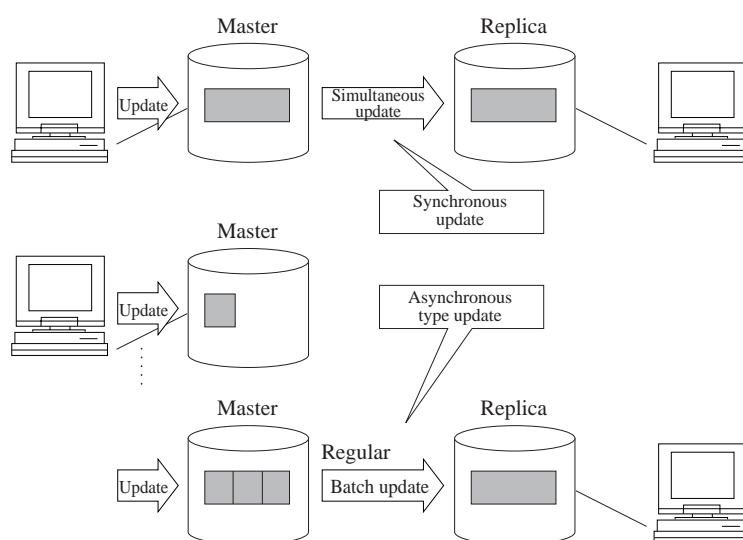 Master
Replica
Update
Simultaneous
update
Synchronous
update
Master
Update
Asynchronous
type update
Master
Replica
Regular
Update
Batch update